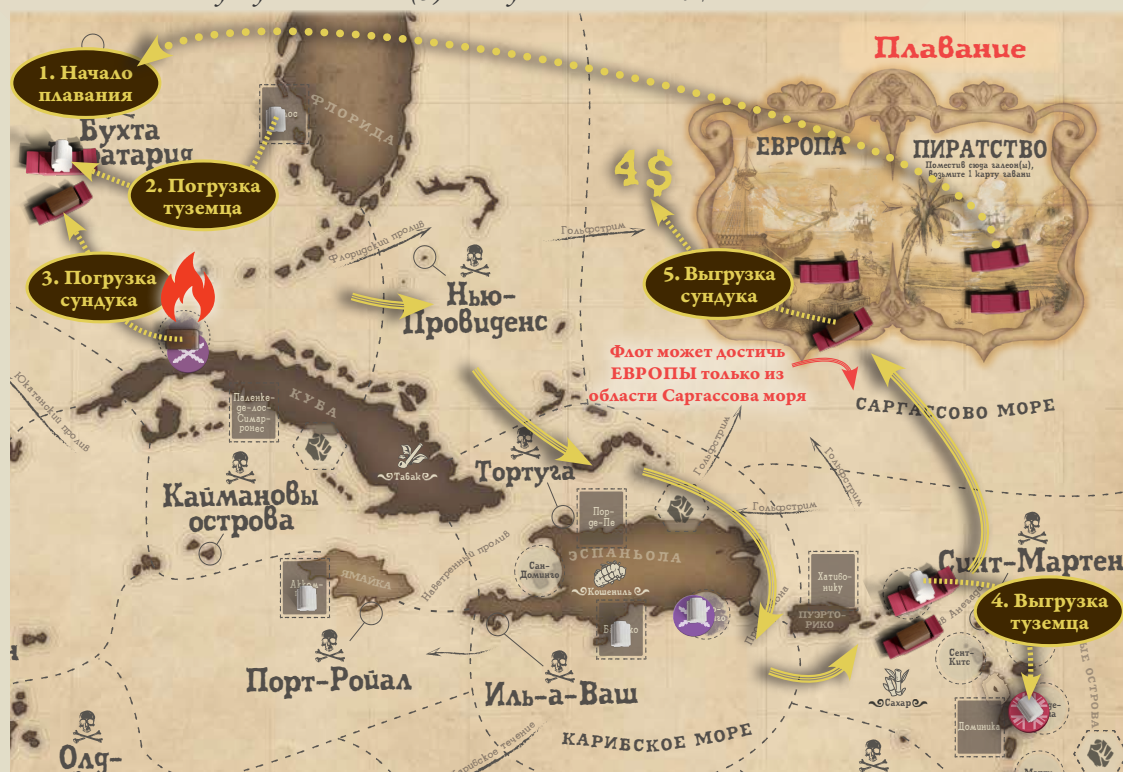 Плавание
1. Начало
плавания
Бухта
2. Погрузка
туземца
3. Погрузка
сундука
ФЛОРИДА
4$
ЕВРОПА
ПИРАТСТВО
Поместив сюда галеон(ы),
возьмите 1 карту гавани
5. Выгрузка
сундука
Флоридский пролив
Гольфстрим
Нью-
Провиденс
Флот может достичь
ЕВРОПЫ только из
области Саргассова моря
САРГАССОВО МОРЕ
Юкатанский пролив
КУБА
Паленке-
де-лос-
Симар-
ронес
Табак
Каймановы
острова
Тортуга
Гольфстрим
Гольфстрим
Гольфстрим
Пор-
де-Пе
ЭСПАНЬОЛА
Сан-
Доминго
Кошениль
Наветренный пролив
ЯМАЙКА
Хатибо-
нику
ПУЭРТО-
РИКО
Синт-Мартен
4. Выгрузка
туземца
Сент-
Китс
Сахар
Доминика
Порт-Ройал
Иль-а-Ваш
КАРИБСКОЕ МОРЕ
Олд-